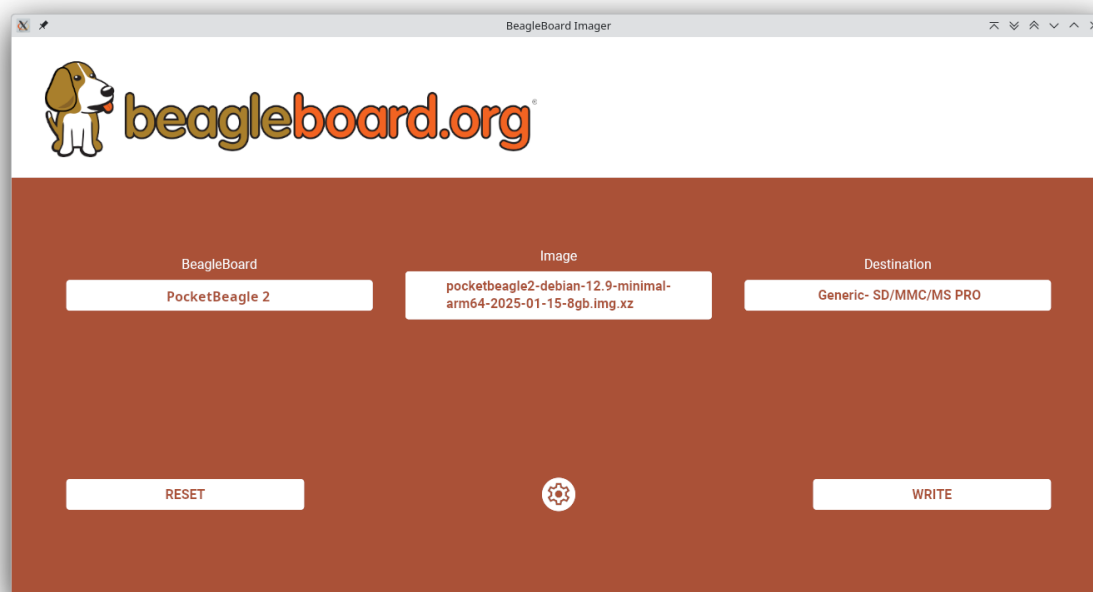 BeagleBoard Imager
beagleboard.org®
BeagleBoard
PocketBeagle 2
Image
pocketbeagle2-debian-12.9-minimal-
arm64-2025-01-15-8gb.img.xz
Destination
Generic- SD/MMC/MS PRO
RESET
WRITE